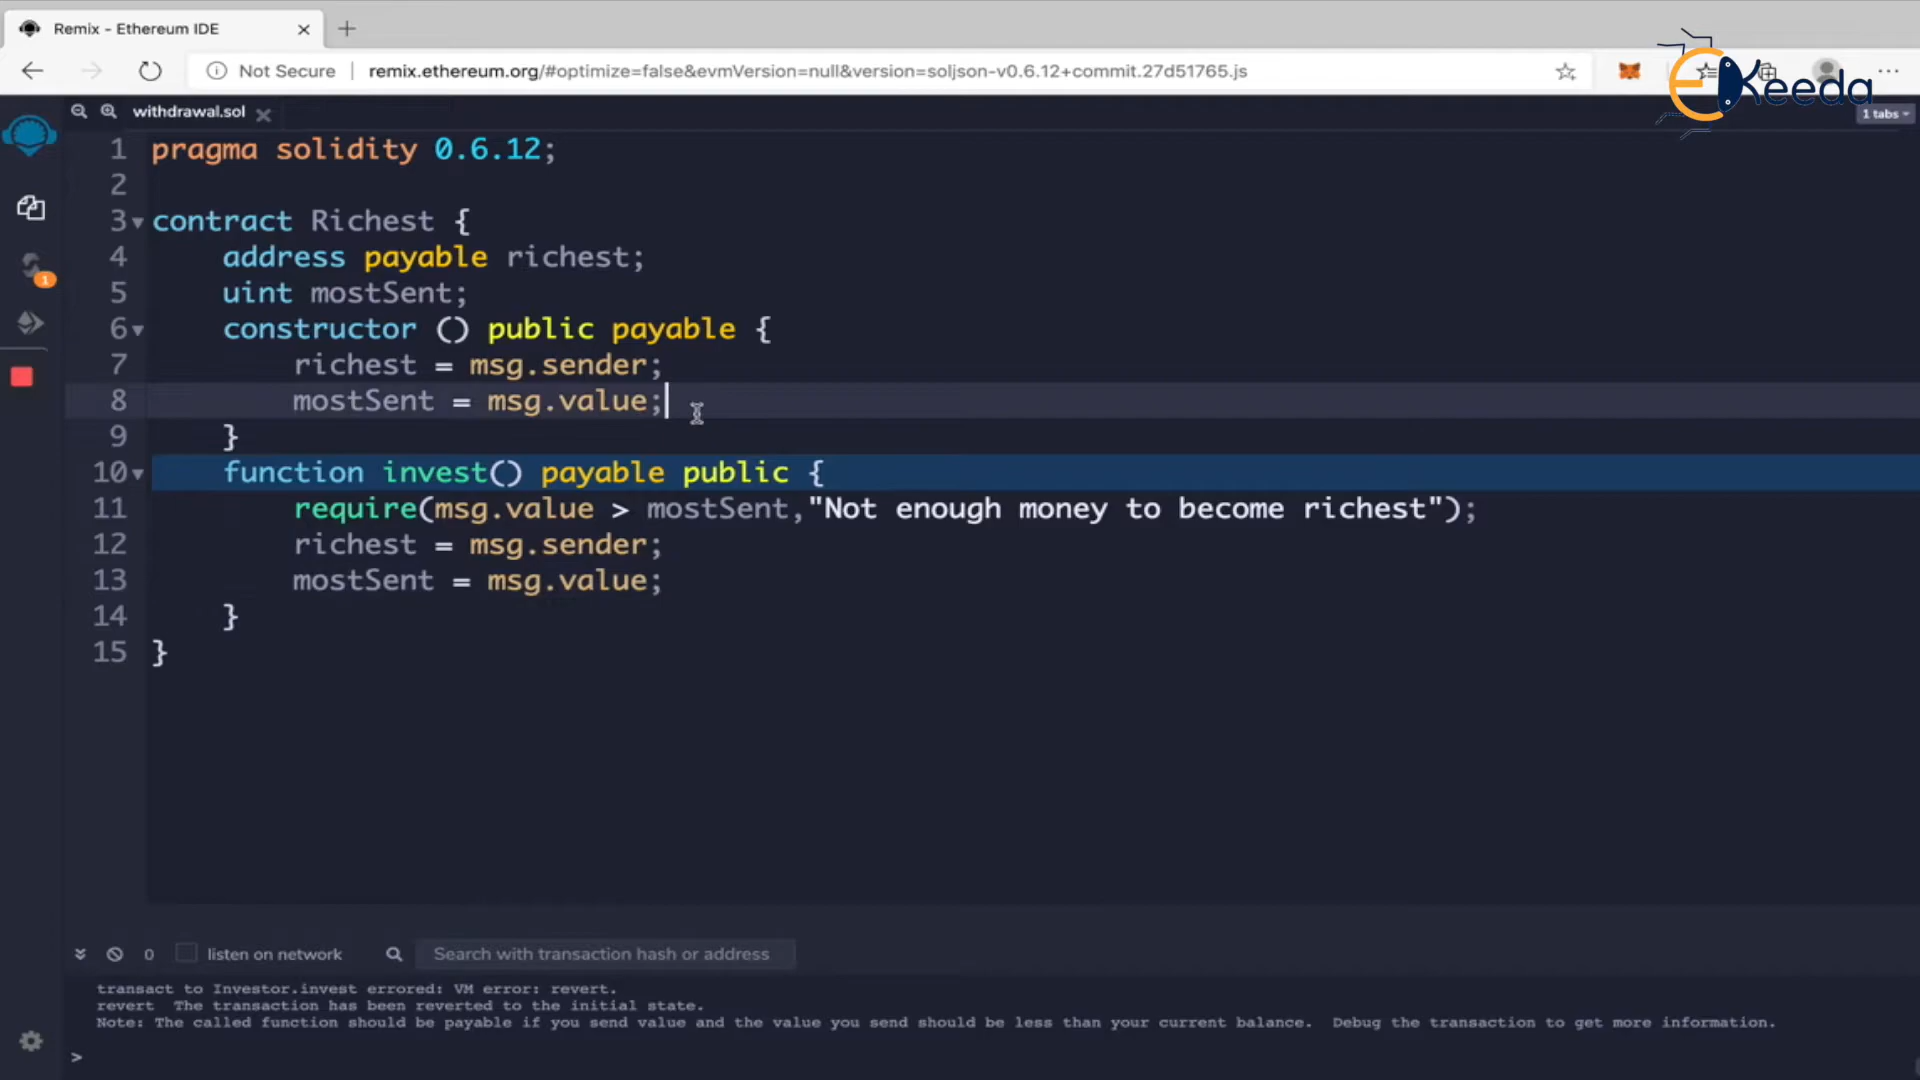 Remix - Ethereum IDE
Not Secure
remix.ethereum.org/#optimize=false&evmVersion=null&version=soljson-v0.6.12+commit.27d51765.js
EKeeda
withdrawal.sol
1 tabs
1 pragma solidity 0.6.12;
2
3 contract Richest {
4 address payable richest;
5 uint mostSent;
6 constructor () public payable {
7 richest = msg.sender;
8 mostSent = msg.value;
9 }
10 function invest() payable public {
11 require(msg.value > mostSent,"Not enough money to become richest");
12 richest = msg.sender;
13 mostSent = msg.value;
14 }
15 }
1
0 listen on network Search with transaction hash or address
transact to Investor.invest errored: VM error: revert.
revert The transaction has been reverted to the initial state.
Note: The called function should be payable if you send value and the value you send should be less than your current balance. Debug the transaction to get more information.
>